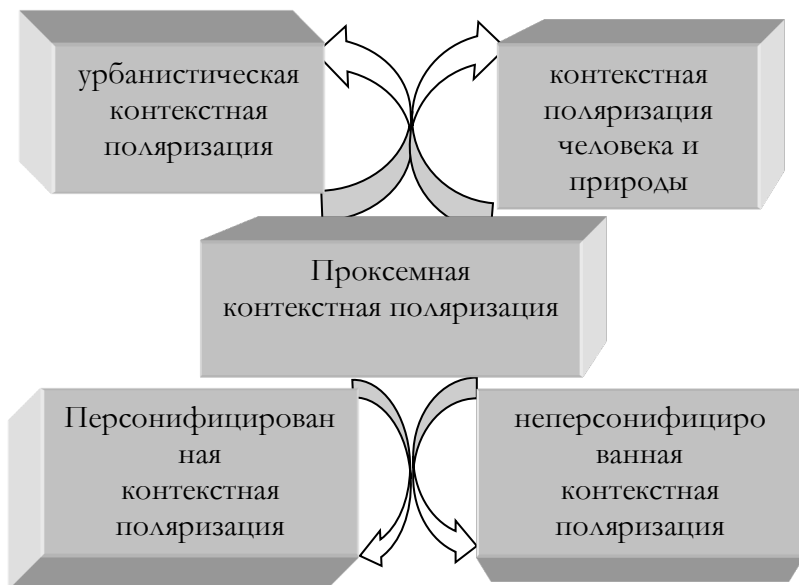 урбанистическая
контекстная
поляризация
контекстная
поляризация
человека и
природы
Проксемная
контекстная поляризация
Персонифицирован
ная
контекстная
поляризация
неперсонифициро
ванная
контекстная
поляризация